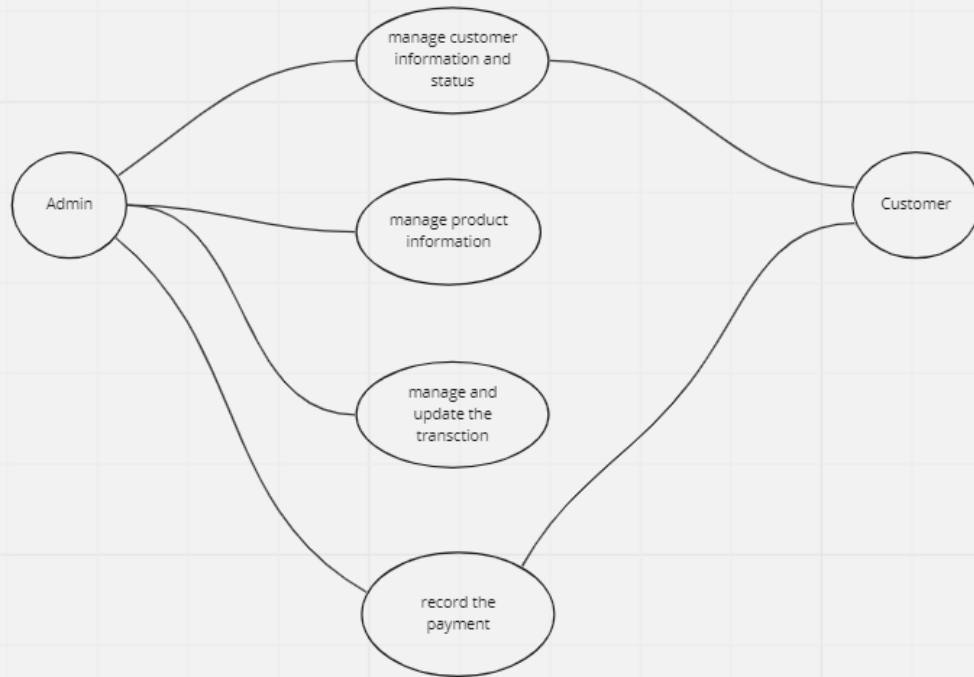 manage customer
information and
status
Admin
Customer
manage product
information
manage and
update the
transction
record the
payment